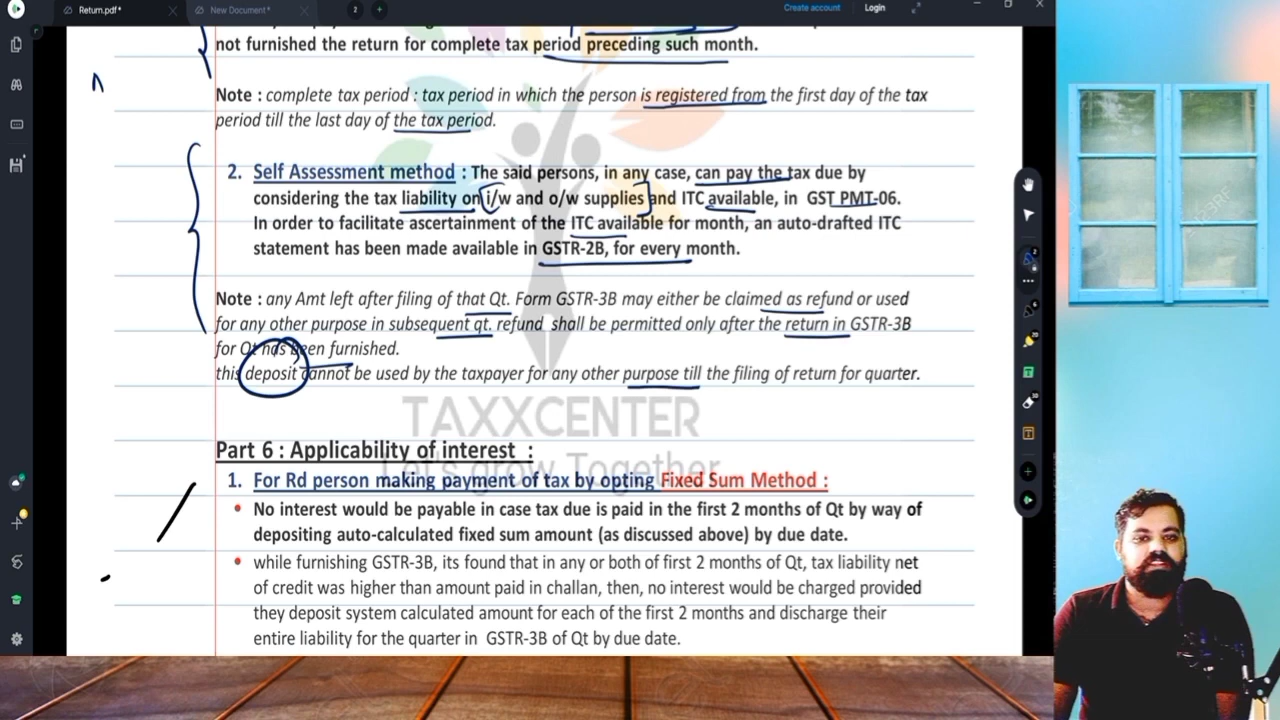 Return.pdf*
New Document*
2
Create account
Login
not furnished the return for complete tax period preceding such month.
Note : complete tax period : tax period in which the person is registered from the first day of the tax
period till the last day of the tax period.
2. Self Assessment method : The said persons, in any case, can pay the tax due by
considering the tax liability on i/w and o/w supplies and ITC available, in GST PMT-06.
In order to facilitate ascertainment of the ITC available for month, an auto-drafted ITC
statement has been made available in GSTR-2B, for every month.
Note : any Amt left after filing of that Qt. Form GSTR-3B may either be claimed as refund or used
for any other purpose in subsequent qt. refund shall be permitted only after the return in GSTR-3B
for Qt has been furnished.
this deposit cannot be used by the taxpayer for any other purpose till the filing of return for quarter.
TAXXCENTER
Let's grow Together
Part 6 : Applicability of interest :
1. For Rd person making payment of tax by opting Fixed Sum Method :
• No interest would be payable in case tax due is paid in the first 2 months of Qt by way of
depositing auto-calculated fixed sum amount (as discussed above) by due date.
• while furnishing GSTR-3B, its found that in any or both of first 2 months of Qt, tax liability net
of credit was higher than amount paid in challan, then, no interest would be charged provided
they deposit system calculated amount for each of the first 2 months and discharge their
entire liability for the quarter in GSTR-3B of Qt by due date.